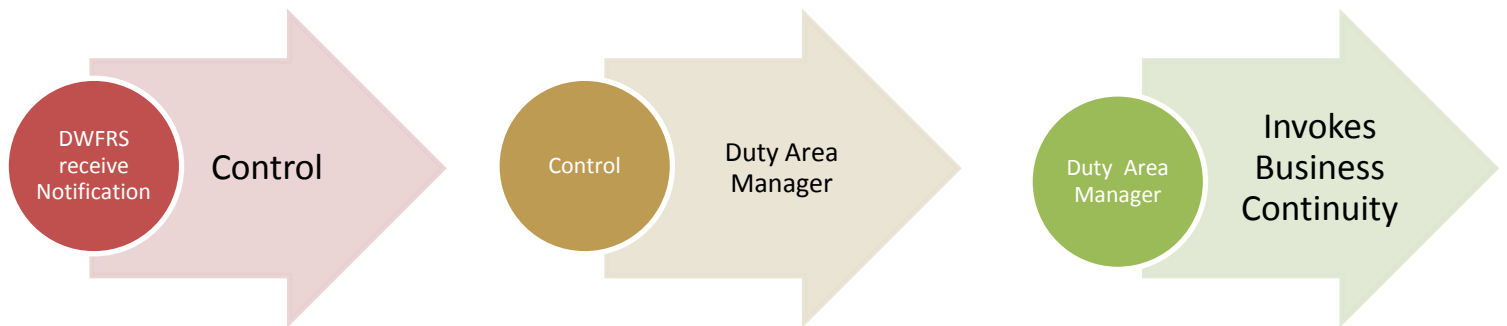 DWFRS
receive
Notification
Control
Control
Duty Area
Manager
Duty  Area
Manager
Invokes
Business
Continuity